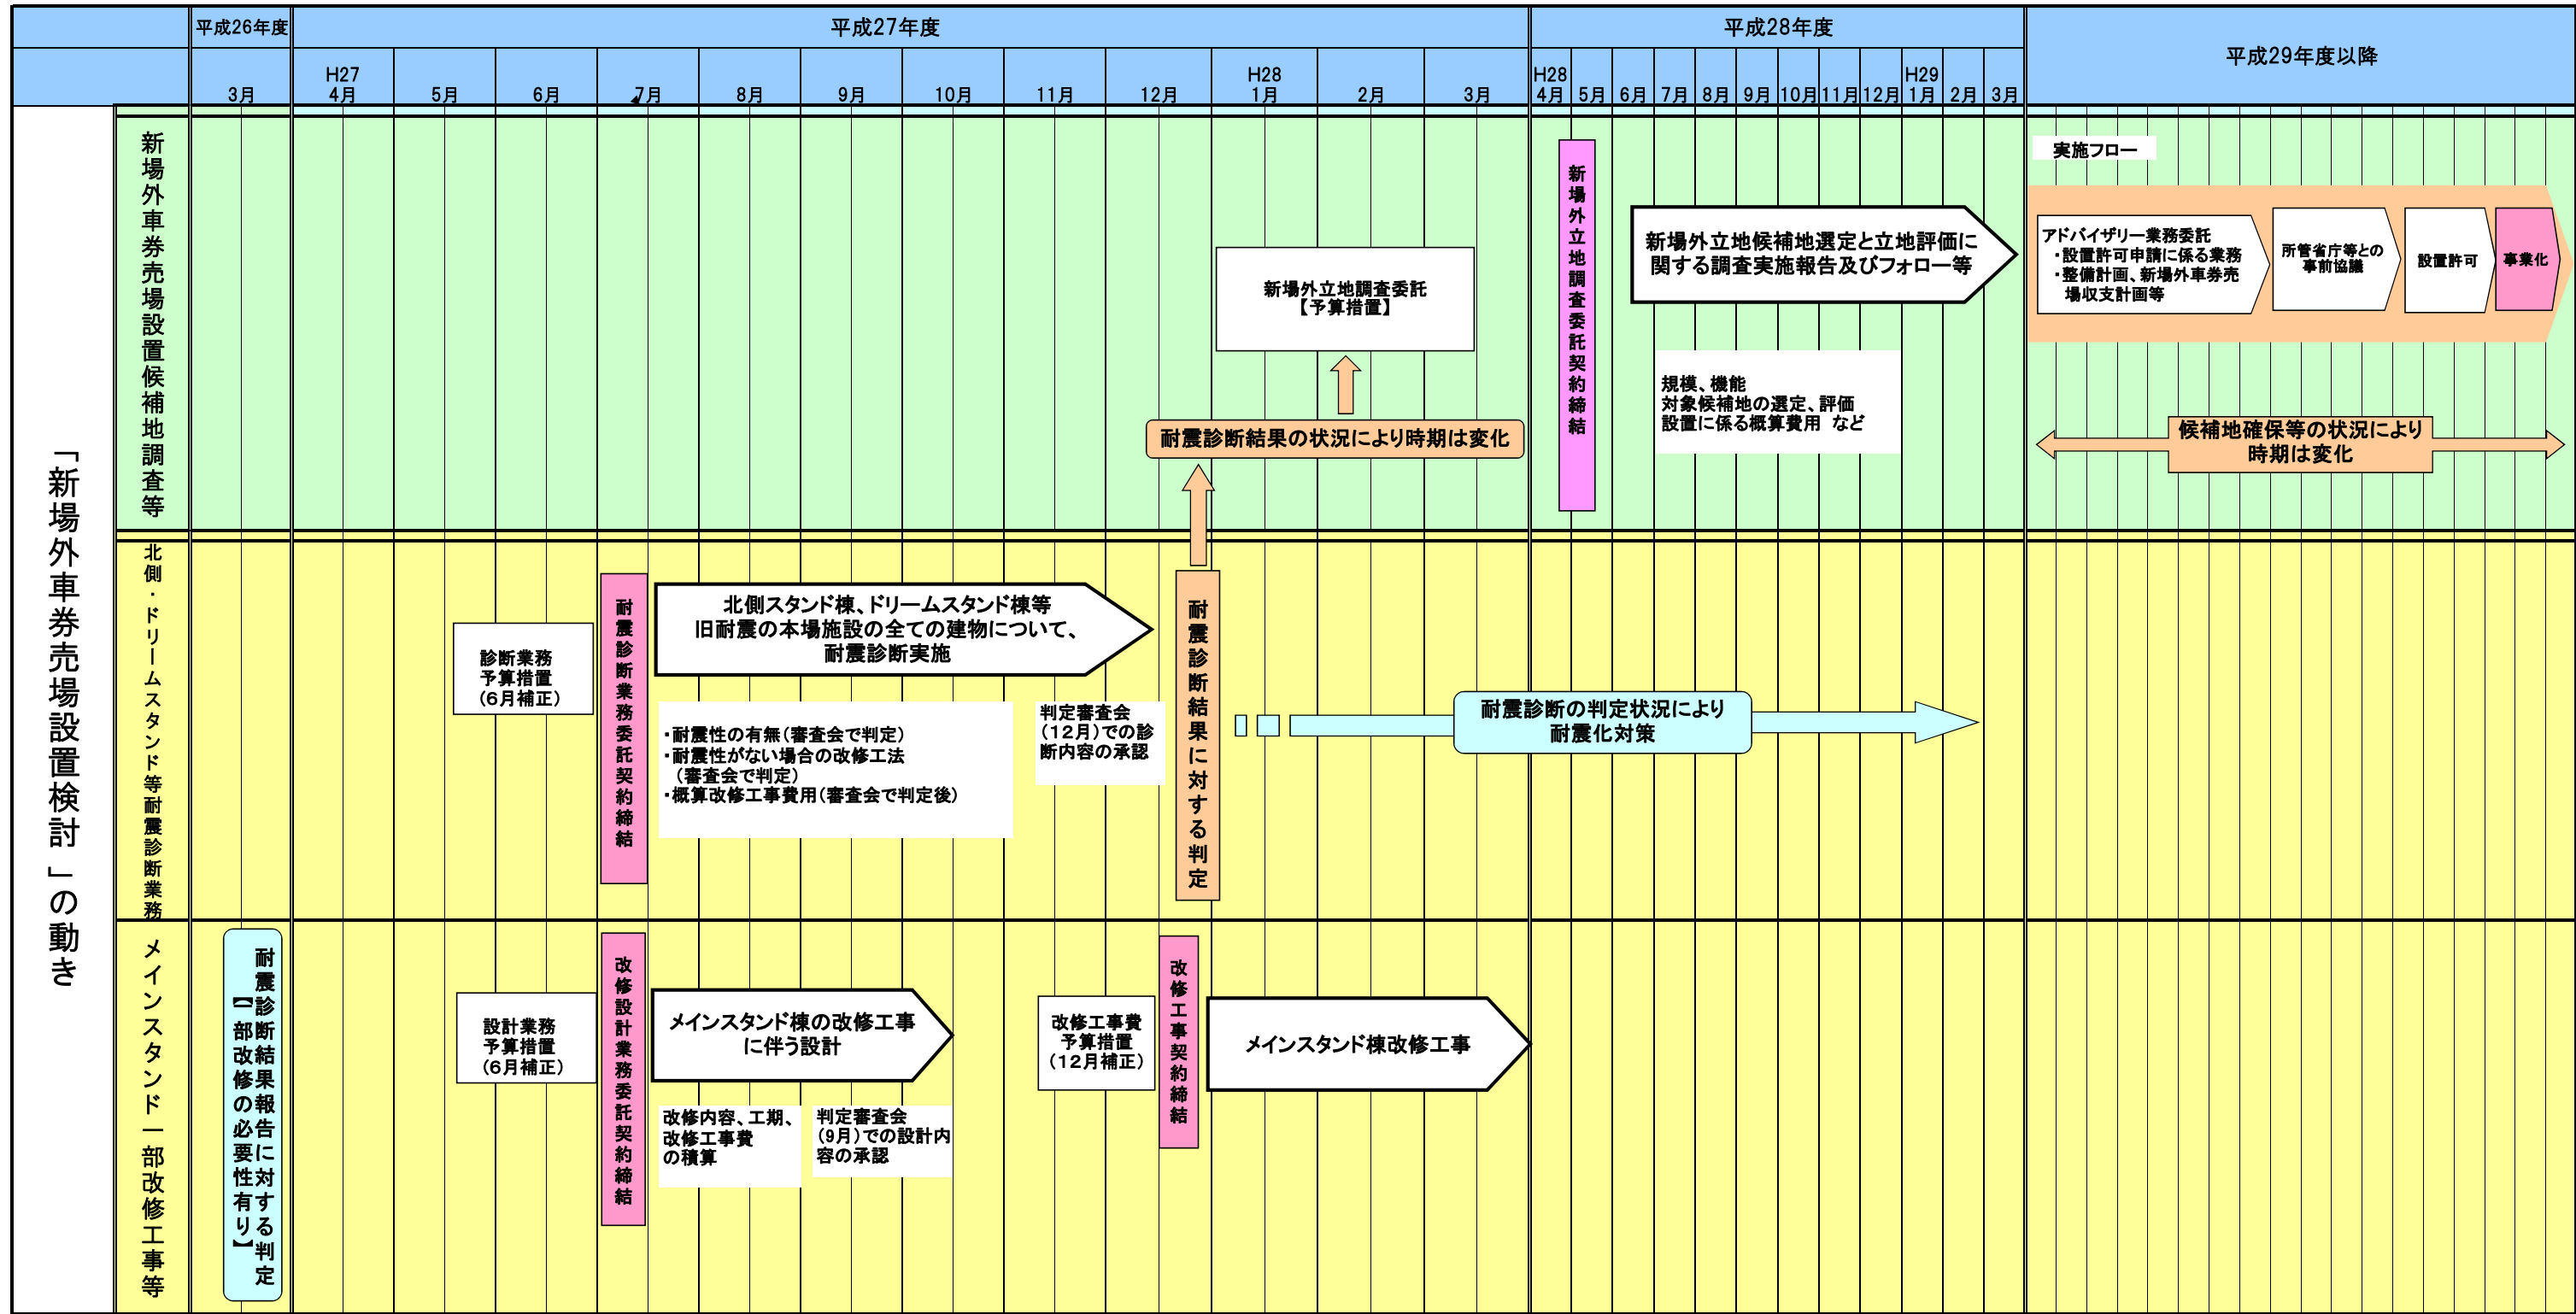 平成26年度
平成27年度
平成28年度
平成29年度以降
3月
H27
4月
5月
6月
7月
8月
9月
10月
11月
12月
H28
1月
2月
3月
H28
4月
5月
6月
7月
8月
9月
10月
11月
12月
H29
1月
2月
3月
「新場外車券売場設置検討」の動き
新場外車券売場設置候補地調査等
新場外立地調査委託
【予算措置】
耐震診断結果の状況により時期は変化
新場外立地調査委託契約締結
新場外立地候補地選定と立地評価に
関する調査実施報告及びフォロー等
規模、機能
対象候補地の選定、評価
設置に係る概算費用 など
実施フロー
アドバイザリー業務委託
・設置許可申請に係る業務
・整備計画、新場外車券売
場収支計画等
所管省庁等との
事前協議
設置許可
事業化
候補地確保等の状況により
時期は変化
北側・ドリームスタンド等耐震診断業務
診断業務
予算措置
(6月補正)
耐震診断業務委託契約締結
北側スタンド棟、ドリームスタンド棟等
旧耐震の本場施設の全ての建物について、
耐震診断実施
・耐震性の有無(審査会で判定)
・耐震性がない場合の改修工法
(審査会で判定)
・概算改修工事費用(審査会で判定後)
判定審査会
(12月)での診
断内容の承認
耐震診断結果に対する判定
耐震診断の判定状況により
耐震化対策
メインスタンド一部改修工事等
耐震診断結果報告に対する判定
【一部改修の必要性有り】
設計業務
予算措置
(6月補正)
改修設計業務委託契約締結
メインスタンド棟の改修工事
に伴う設計
改修内容、工期、
改修工事費
の積算
判定審査会
(9月)での設計内
容の承認
改修工事費
予算措置
(12月補正)
改修工事契約締結
メインスタンド棟改修工事